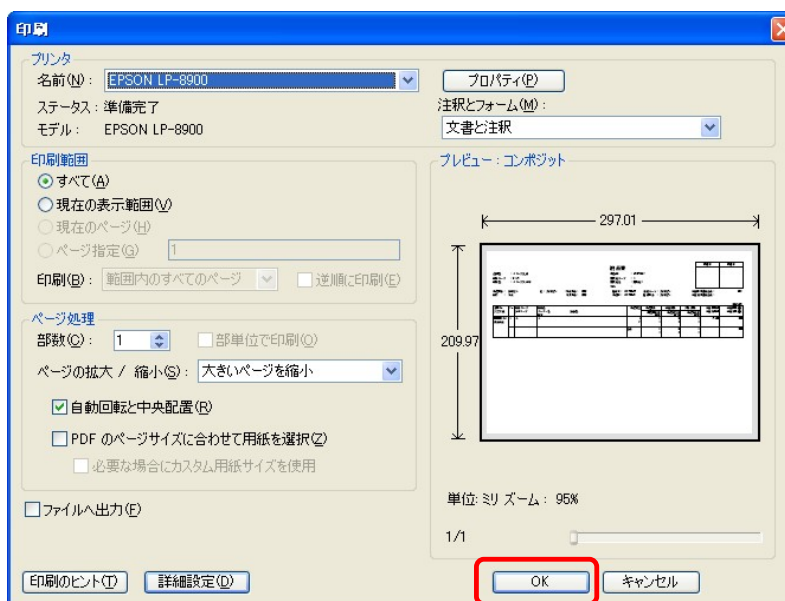 印刷
プリンタ
名前(N): EPSON LP-8900
プロパティ(P)
ステータス: 準備完了
注釈とフォーム(M):
モデル: EPSON LP-8900
文書と注釈
印刷範囲
すべて(A)
現在の表示範囲(V)
現在のページ(H)
ページ指定(G) 1
印刷(B): 範囲内のすべてのページ
逆順に印刷(E)
ページ処理
部数(C): 1
部単位で印刷(O)
ページの拡大 / 縮小(S): 大きいページを縮小
自動回転と中央配置(R)
PDF のページサイズに合わせて用紙を選択(Z)
必要な場合にカスタム用紙サイズを使用
ファイルへ出力(F)
プレビュー: コンポジット
297.01
209.97
単位: ミリ ズーム: 95%
1/1
印刷のヒント(T)
詳細設定(D)
OK
キャンセル